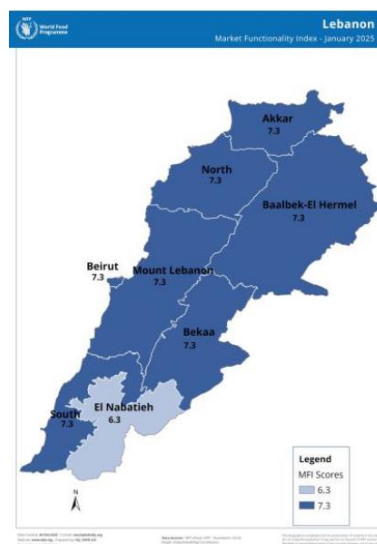 WFP
World Food
Programme
Lebanon
Market Functionality Index - January 2025
Akkar
7.3
North
7.3
Baalbek-El Hermel
7.3
Beirut
7.3
Mount Lebanon
7.3
Bekaa
7.3
El Nabatieh
6.3
South
7.3
N
Legend
MFI Scores
6.3
7.3